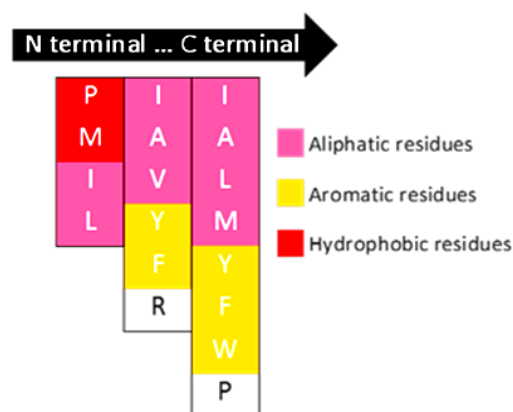 N terminal ... C terminal
P I I
M A A
I V L
L Y M
F Y
R F
W
P
Aliphatic residues
Aromatic residues
Hydrophobic residues